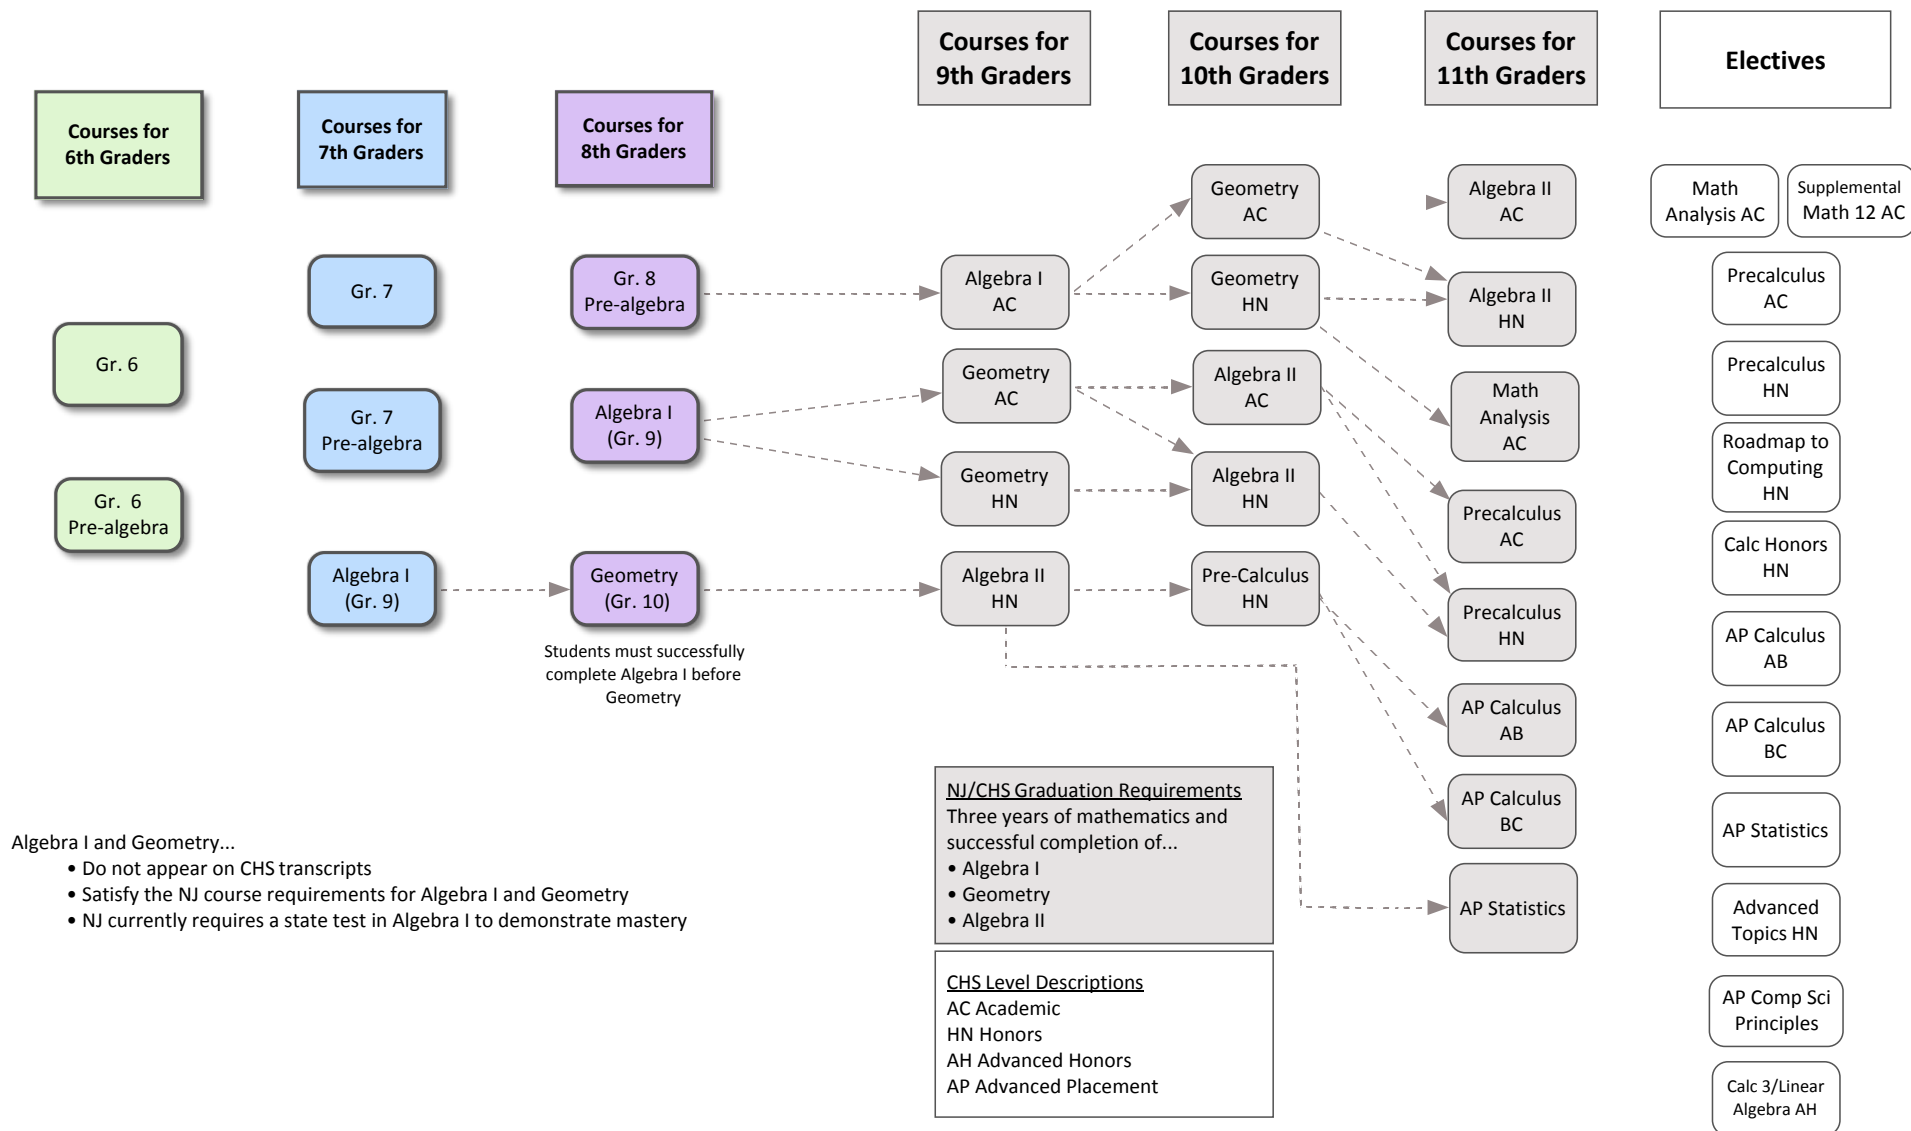 Courses for
6th Graders
Courses for
7th Graders
Courses for
8th Graders
Courses for
9th Graders
Courses for
10th Graders
Courses for
11th Graders
Electives
Gr. 6
Gr.  6
Pre-algebra
Gr. 7
Gr. 7
Pre-algebra
Algebra I
(Gr. 9)
Gr. 8
Pre-algebra
Algebra I
(Gr. 9)
Geometry
(Gr. 10)
Students must successfully
complete Algebra I before
Geometry
Algebra I
AC
Geometry
AC
Geometry
HN
Algebra II
HN
Geometry
AC
Geometry
HN
Algebra II
AC
Algebra II
HN
Pre-Calculus
HN
Algebra II
AC
Algebra II
HN
Math
Analysis
AC
Precalculus
AC
Precalculus
HN
AP Calculus
AB
AP Calculus
BC
AP Statistics
Math
Analysis AC
Supplemental
Math 12 AC
Precalculus
AC
Precalculus
HN
Roadmap to
Computing
HN
Calc Honors
HN
AP Calculus
AB
AP Calculus
BC
AP Statistics
Advanced
Topics HN
AP Comp Sci
Principles
Calc 3/Linear
Algebra AH
Algebra I and Geometry...
• Do not appear on CHS transcripts
• Satisfy the NJ course requirements for Algebra I and Geometry
• NJ currently requires a state test in Algebra I to demonstrate mastery
NJ/CHS Graduation Requirements
Three years of mathematics and
successful completion of...
• Algebra I
• Geometry
• Algebra II
CHS Level Descriptions
AC Academic
HN Honors
AH Advanced Honors
AP Advanced Placement